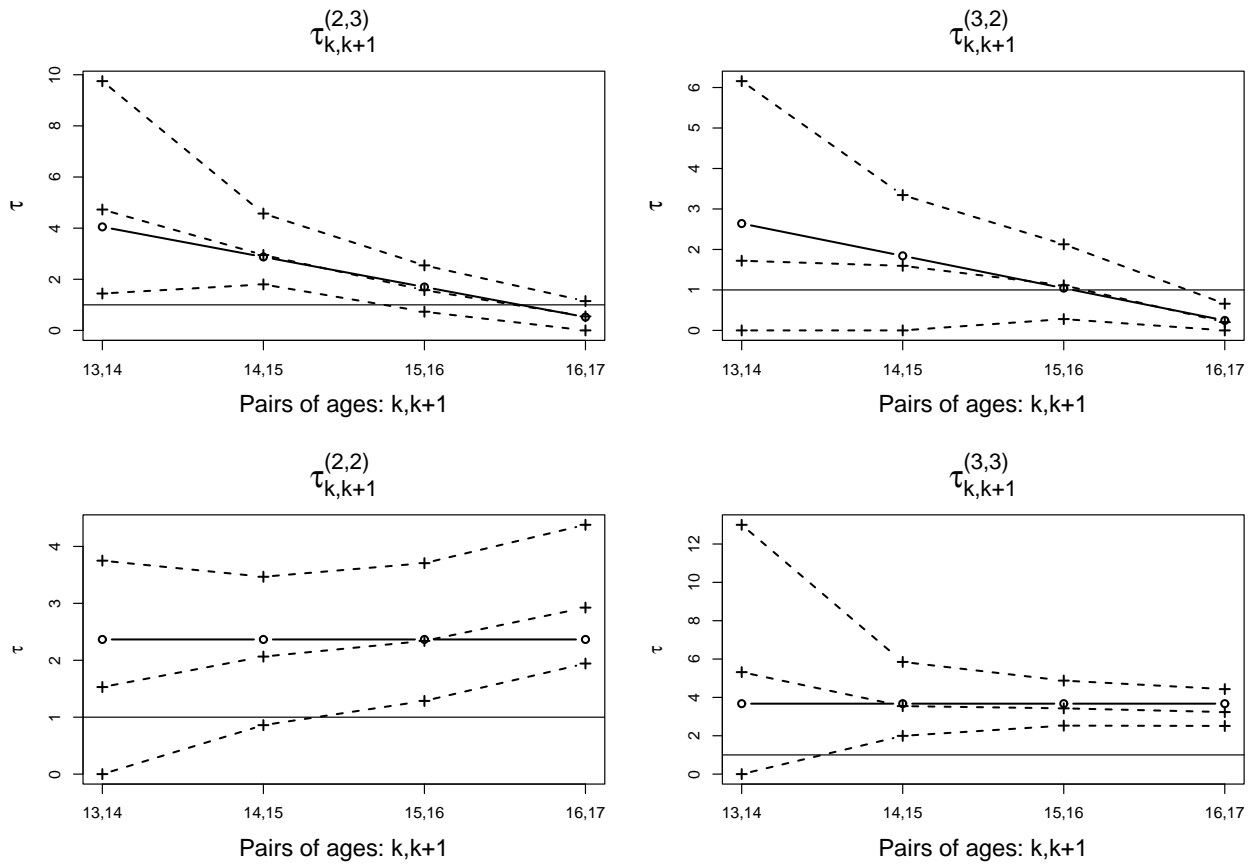 τ_{k,k+1}^{(2,3)}
τ
10
8
6
4
2
0
13,14 14,15 15,16 16,17
Pairs of ages: k,k+1
τ_{k,k+1}^{(3,2)}
τ
6
5
4
3
2
1
0
13,14 14,15 15,16 16,17
Pairs of ages: k,k+1
τ_{k,k+1}^{(2,2)}
τ
4
3
2
1
0
13,14 14,15 15,16 16,17
Pairs of ages: k,k+1
τ_{k,k+1}^{(3,3)}
τ
12
10
8
6
4
2
0
13,14 14,15 15,16 16,17
Pairs of ages: k,k+1